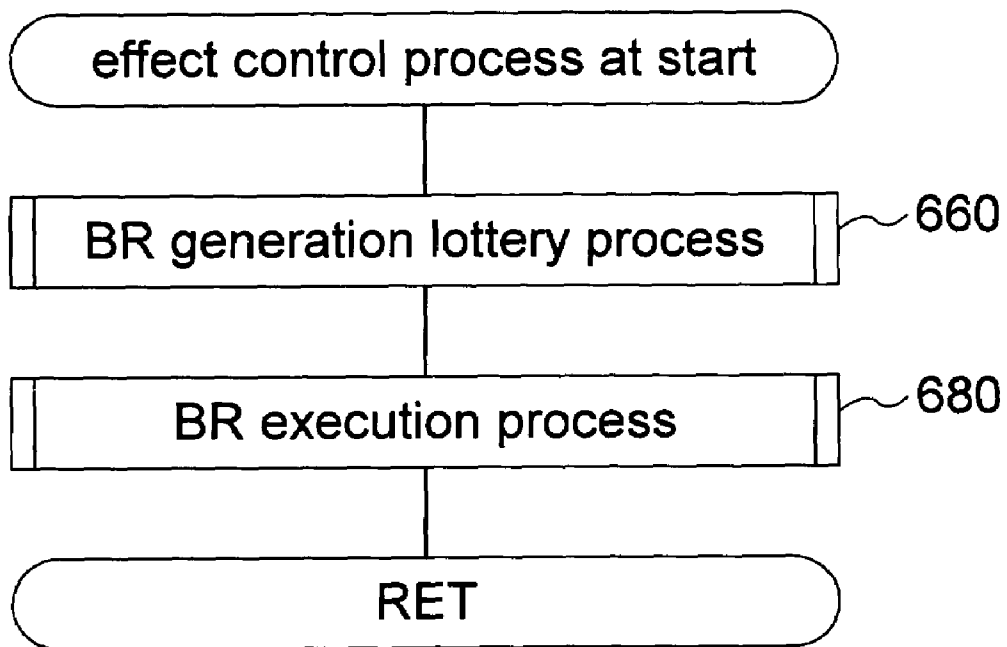 effect control process at start
BR generation lottery process
660
BR execution process
680
RET